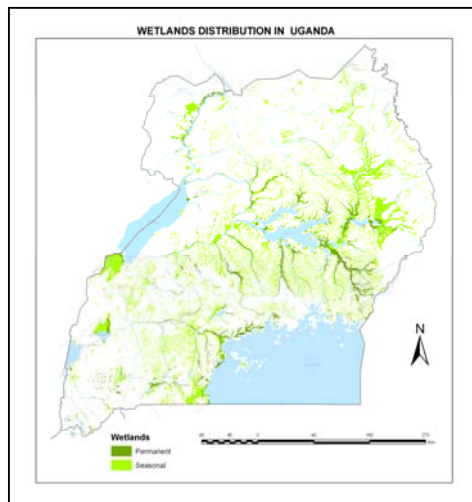 WETLANDS DISTRIBUTION IN UGANDA
N
Wetlands
Permanent
Seasonal